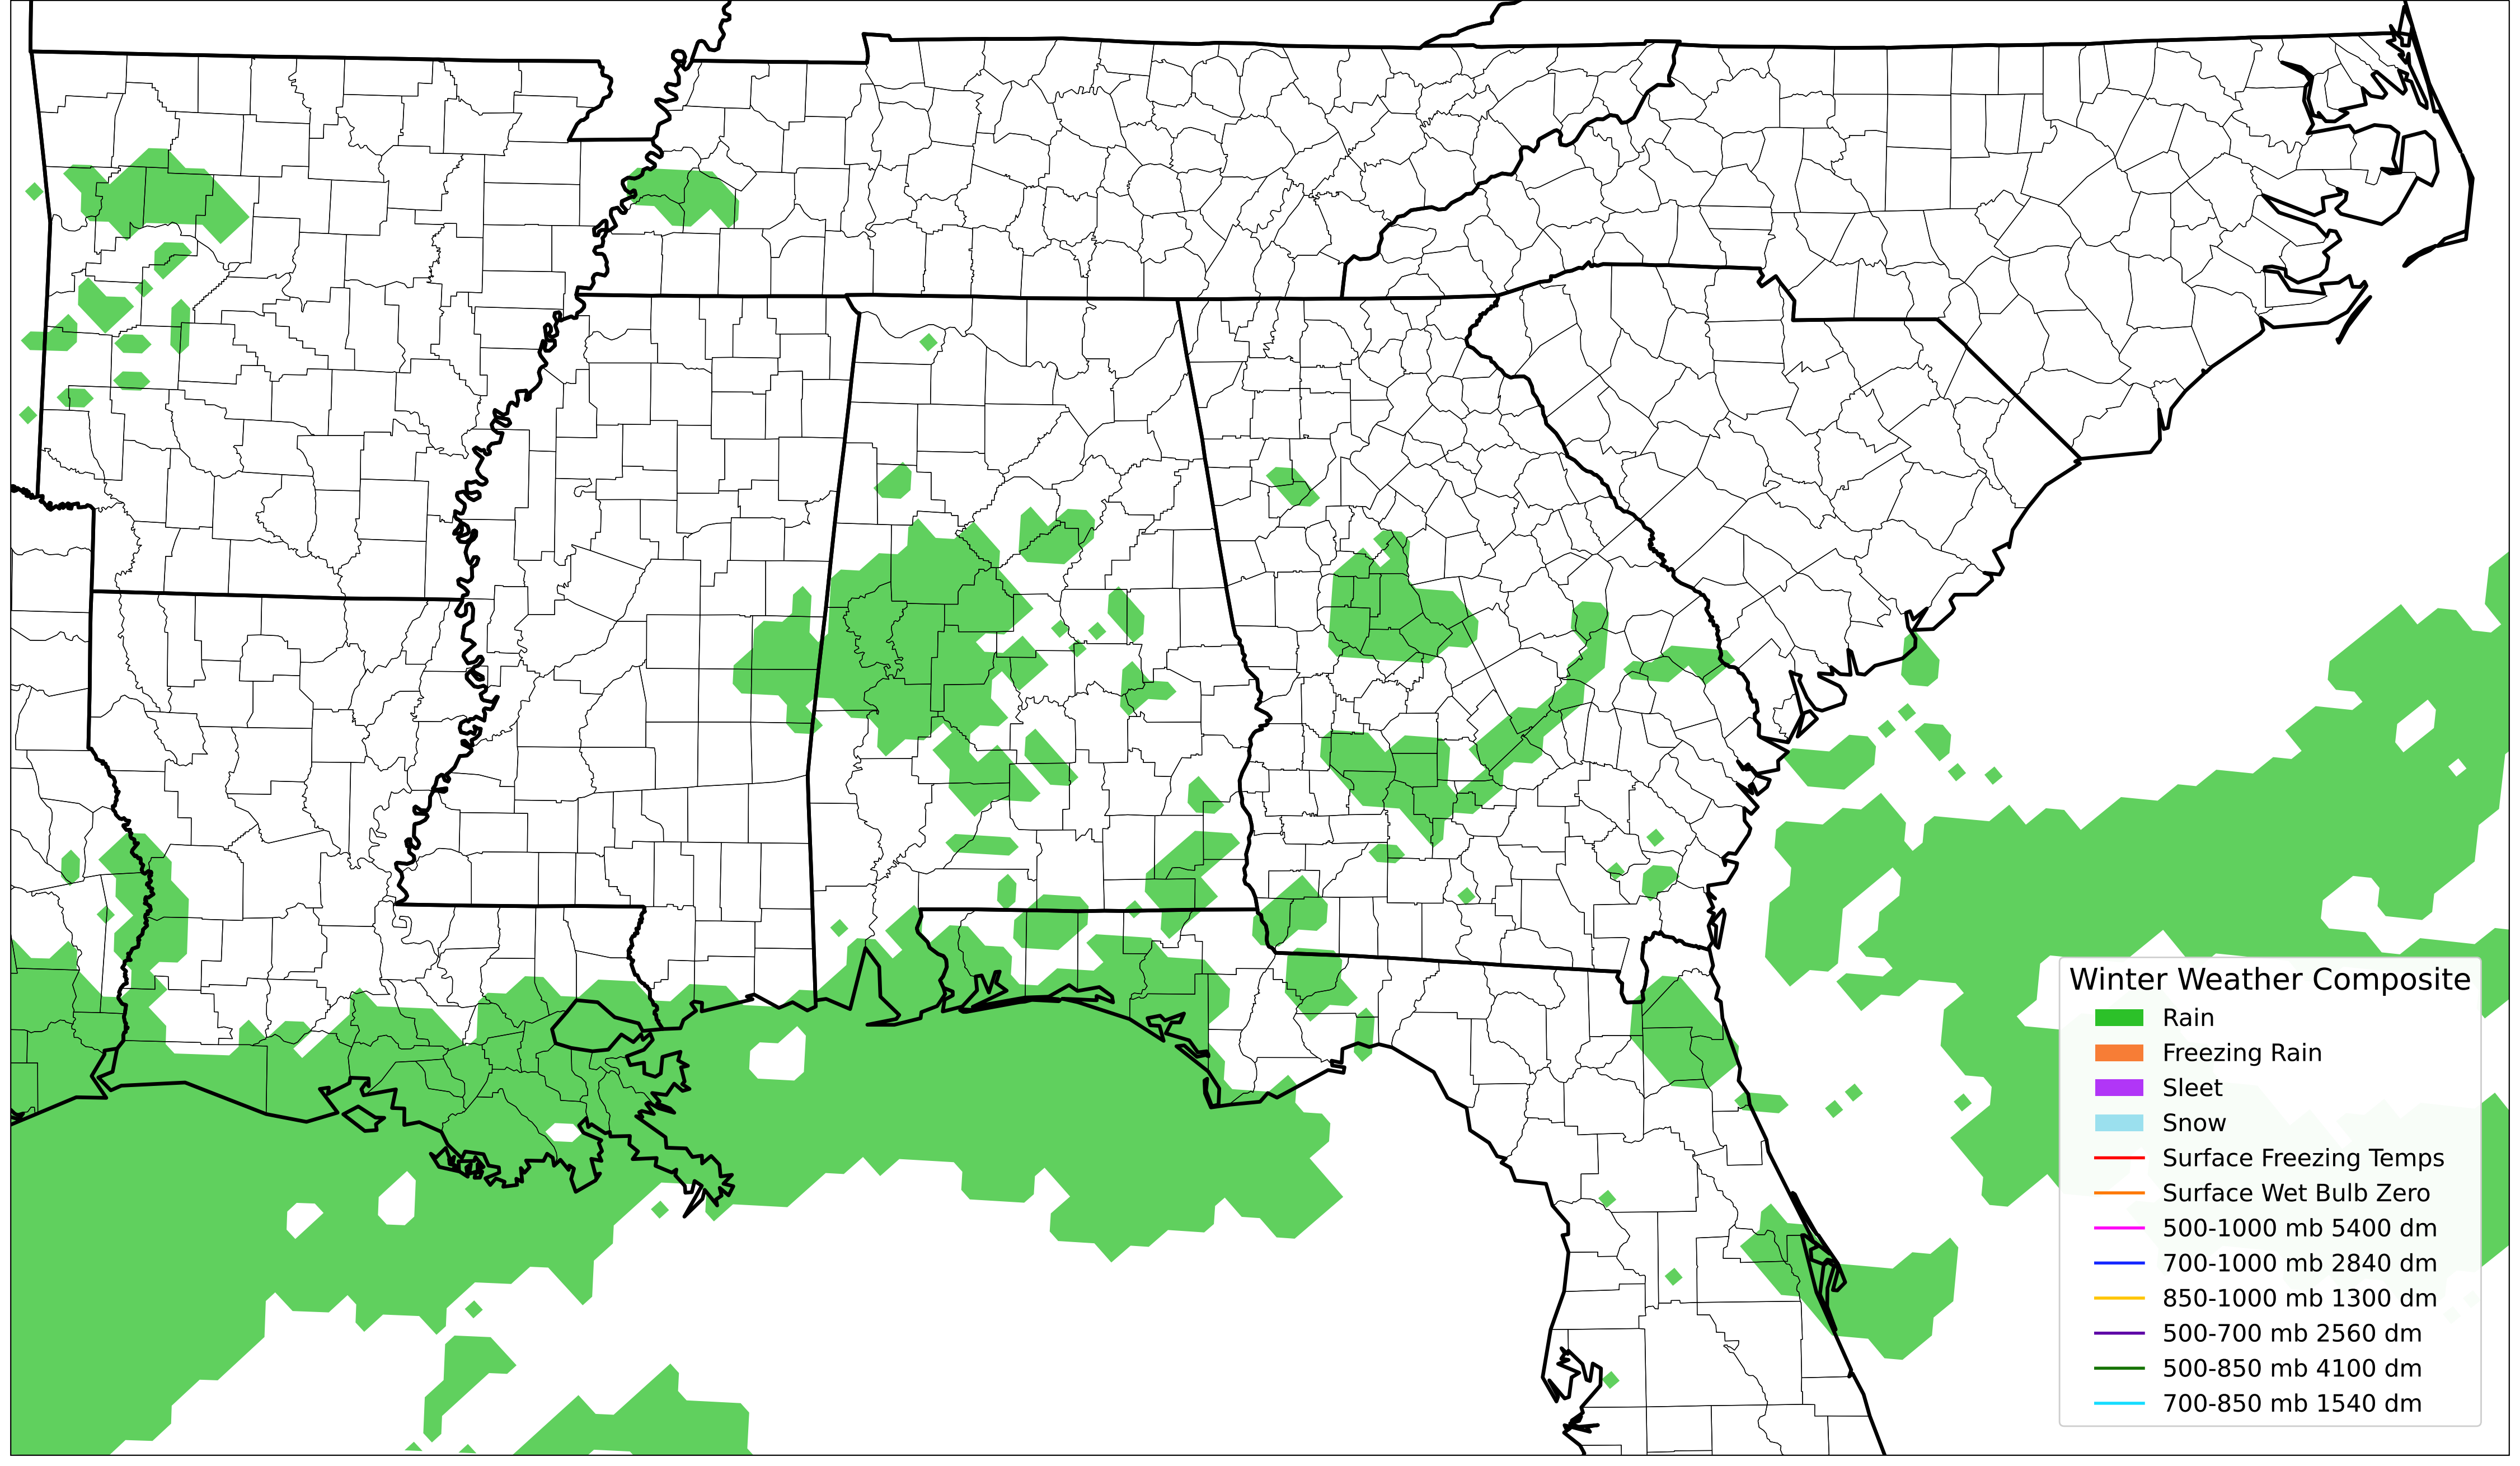 Winter Weather Composite
Rain
Freezing Rain
Sleet
Snow
Surface Freezing Temps
Surface Wet Bulb Zero
500-1000 mb 5400 dm
700-1000 mb 2840 dm
850-1000 mb 1300 dm
500-700 mb 2560 dm
500-850 mb 4100 dm
700-850 mb 1540 dm